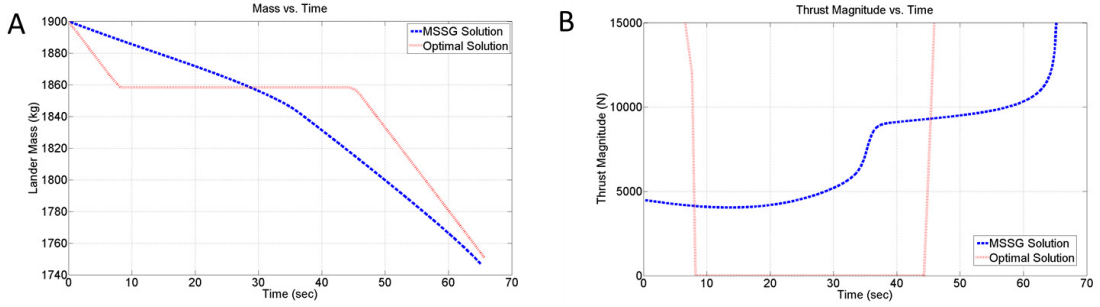 A
Mass vs. Time
MSSG Solution
Optimal Solution
1900
1880
1860
1840
1820
1800
1780
1760
1740
Lander Mass (kg)
0 10 20 30 40 50 60 70
Time (sec)
B
Thrust Magnitude vs. Time
15000
10000
5000
0
Thrust Magnitude (N)
MSSG Solution
Optimal Solution
0 10 20 30 40 50 60 70
Time (sec)